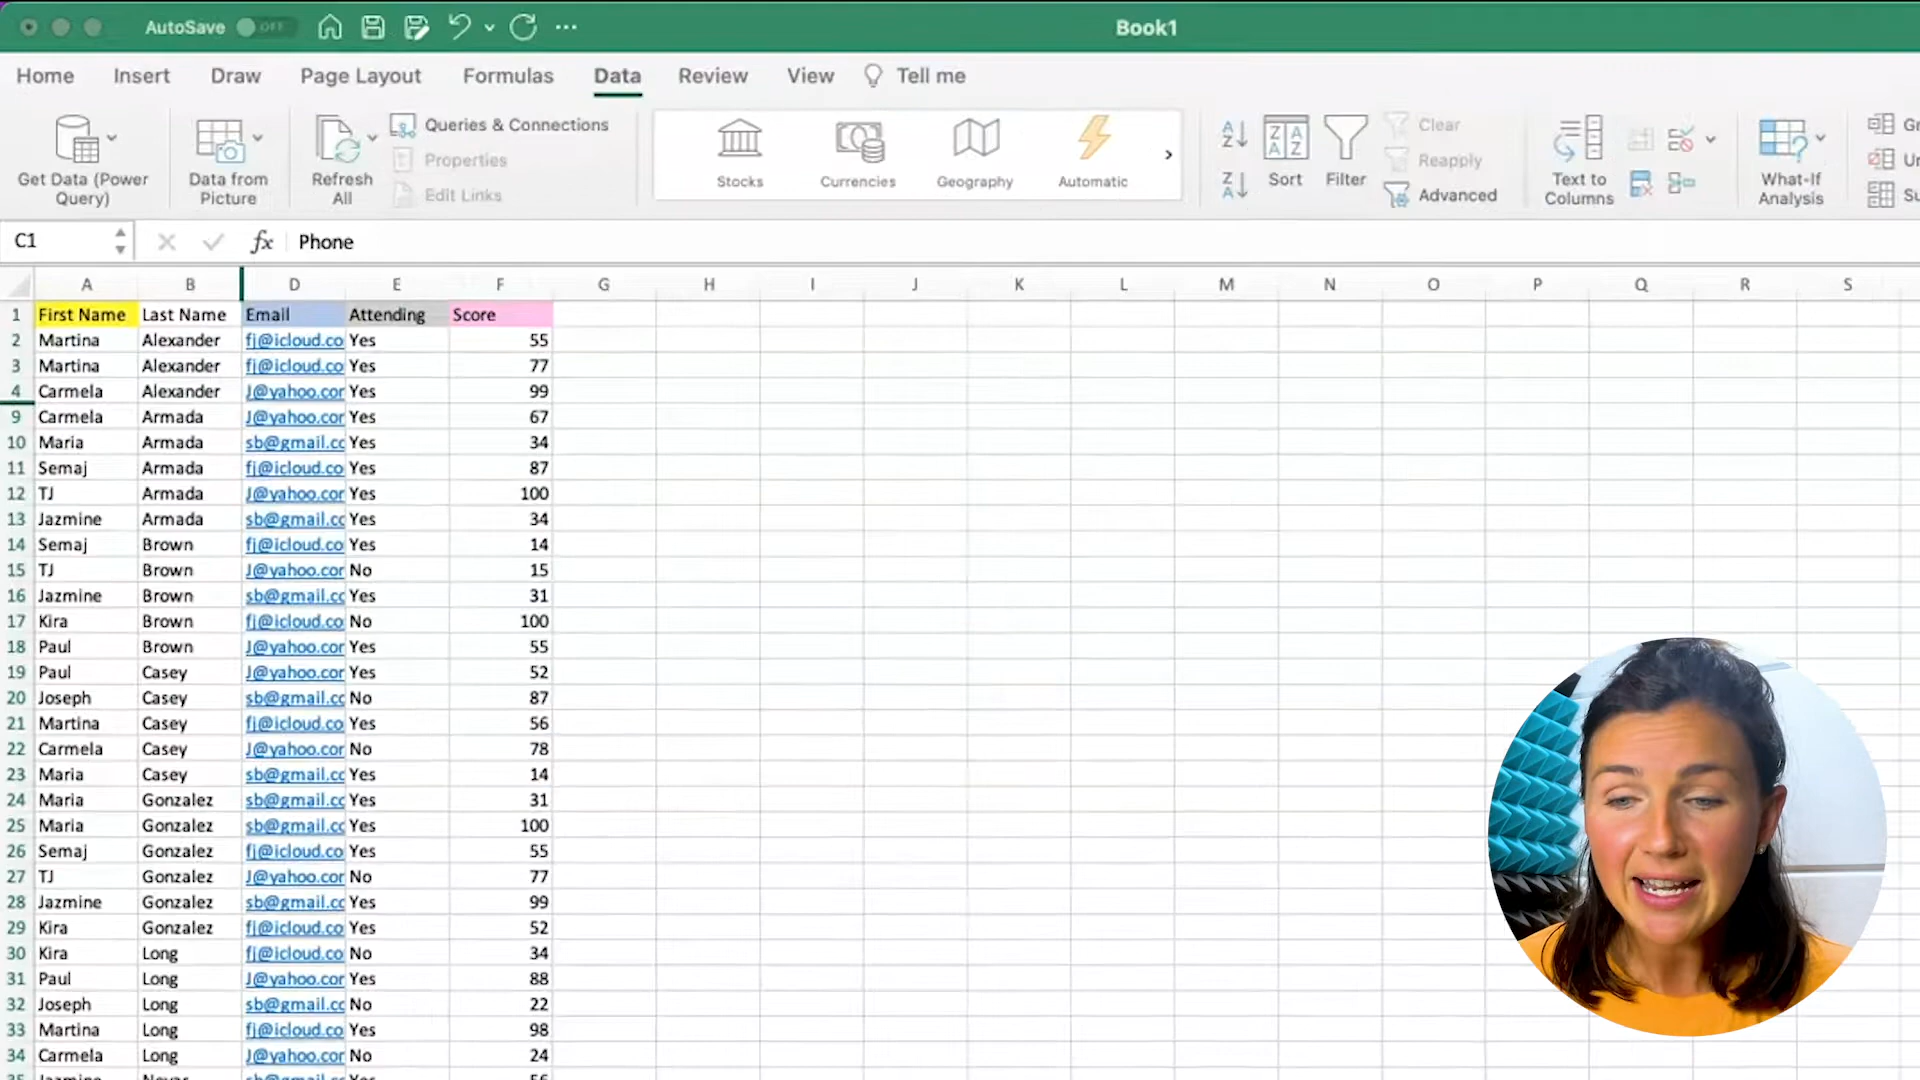 AutoSave OFF Book1
Home Insert Draw Page Layout Formulas Data Review View Tell me
Get Data (Power Query)
Data from Picture
Refresh All
Queries & Connections
Properties
Edit Links
Stocks Currencies Geography Automatic
Sort Filter
Clear
Reapply
Advanced
Text to Columns
What-If Analysis
C1 fx Phone
A B D E F G H I J K L M N O P Q R S
1 First Name Last Name Email Attending Score
2 Martina Alexander fj@icloud.co Yes 55
3 Martina Alexander fj@icloud.co Yes 77
4 Carmela Alexander J@yahoo.cor Yes 99
9 Carmela Armada J@yahoo.cor Yes 67
10 Maria Armada sb@gmail.cc Yes 34
11 Semaj Armada fj@icloud.co Yes 87
12 TJ Armada J@yahoo.cor Yes 100
13 Jazmine Armada sb@gmail.cc Yes 34
14 Semaj Brown fj@icloud.co Yes 14
15 TJ Brown J@yahoo.cor No 15
16 Jazmine Brown sb@gmail.cc Yes 31
17 Kira Brown fj@icloud.co No 100
18 Paul Brown J@yahoo.cor Yes 55
19 Paul Casey J@yahoo.cor Yes 52
20 Joseph Casey sb@gmail.cc No 87
21 Martina Casey fj@icloud.co Yes 56
22 Carmela Casey J@yahoo.cor No 78
23 Maria Casey sb@gmail.cc Yes 14
24 Maria Gonzalez sb@gmail.cc Yes 31
25 Maria Gonzalez sb@gmail.cc Yes 100
26 Semaj Gonzalez fj@icloud.co Yes 55
27 TJ Gonzalez J@yahoo.cor No 77
28 Jazmine Gonzalez sb@gmail.cc Yes 99
29 Kira Gonzalez fj@icloud.co Yes 52
30 Kira Long fj@icloud.co No 34
31 Paul Long J@yahoo.cor Yes 88
32 Joseph Long sb@gmail.cc No 22
33 Martina Long fj@icloud.co Yes 98
34 Carmela Long J@yahoo.cor No 24